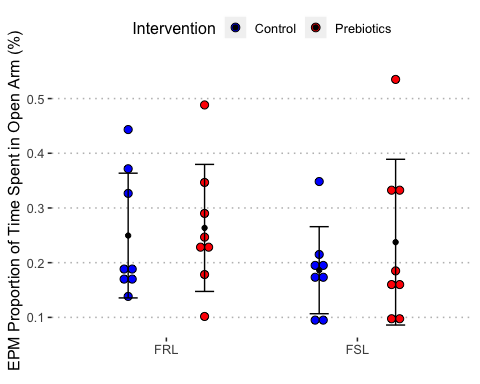 Intervention Control Prebiotics
EPM Proportion of Time Spent in Open Arm (%)
0.5
0.4
0.3
0.2
0.1
FRL FSL